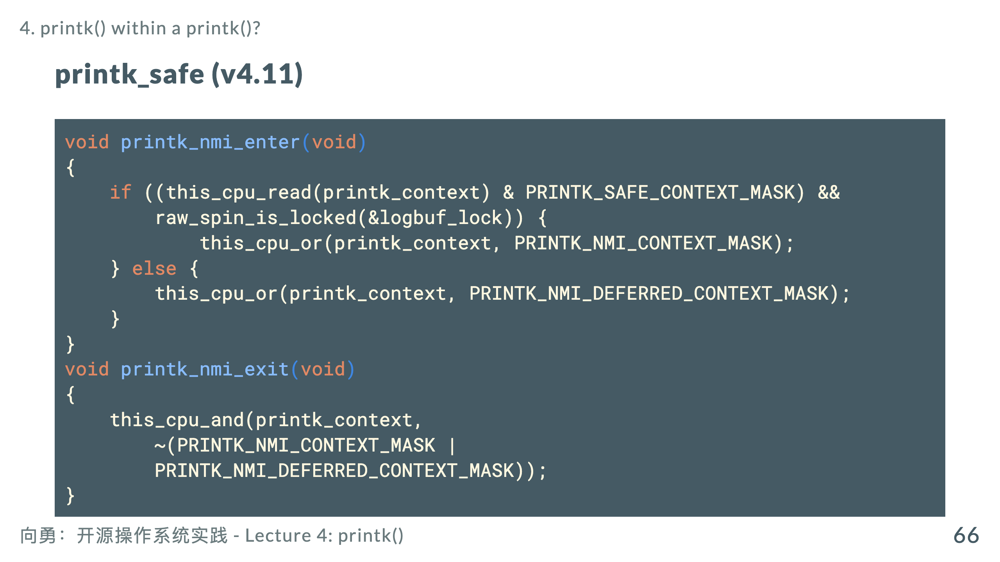 4. printk() within a printk()?
printk_safe (v4.11)
void printk_nmi_enter(void)
{
    if ((this_cpu_read(printk_context) & PRINTK_SAFE_CONTEXT_MASK) &&
        raw_spin_is_locked(&logbuf_lock)) {
            this_cpu_or(printk_context, PRINTK_NMI_CONTEXT_MASK);
    } else {
        this_cpu_or(printk_context, PRINTK_NMI_DEFERRED_CONTEXT_MASK);
    }
}
void printk_nmi_exit(void)
{
    this_cpu_and(printk_context,
        ~(PRINTK_NMI_CONTEXT_MASK |
        PRINTK_NMI_DEFERRED_CONTEXT_MASK));
}
向勇：开源操作系统实践 - Lecture 4: printk()
66